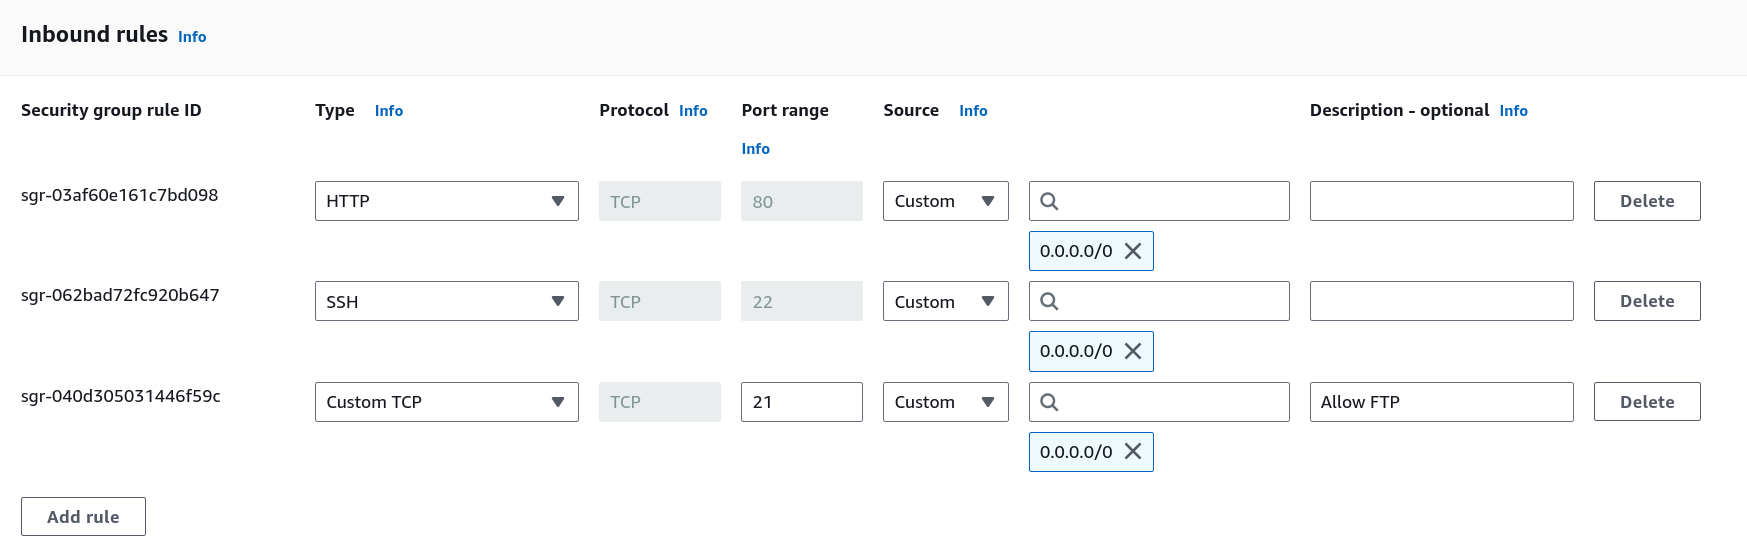 Inbound rules Info
Security group rule ID Type Info Protocol Info Port range Info Source Info Description - optional Info
sgr-03af60e161c7bd098 HTTP TCP 80 Custom Delete
0.0.0.0/0
sgr-062bad72fc920b647 SSH TCP 22 Custom Delete
0.0.0.0/0
sgr-040d305031446f59c Custom TCP TCP 21 Custom Allow FTP Delete
0.0.0.0/0
Add rule